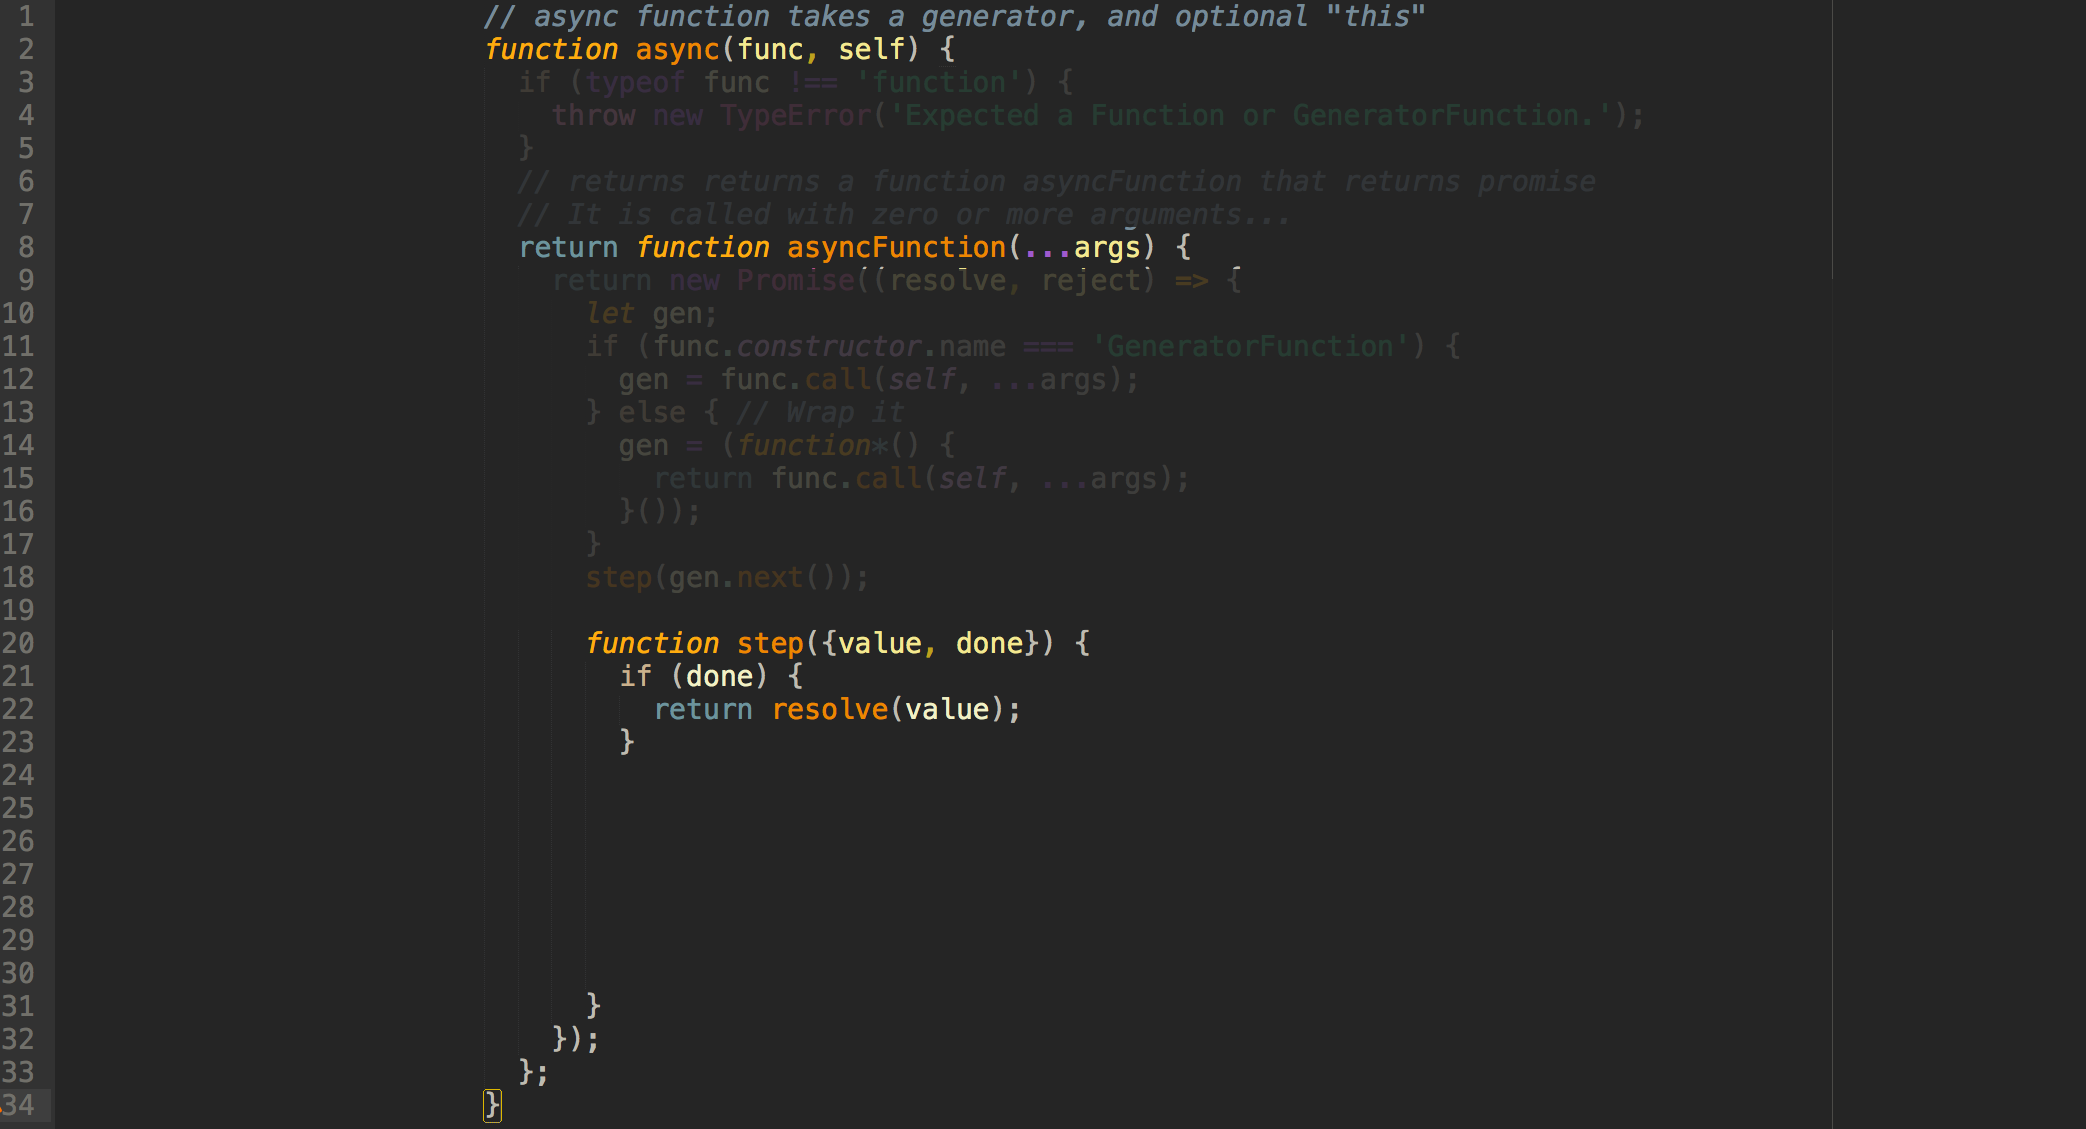 1 // async function takes a generator, and optional "this"
2 function async(func, self) {
3 if (typeof func !== 'function') {
4 throw new TypeError('Expected a Function or GeneratorFunction.');
5 }
6 // returns returns a function asyncFunction that returns promise
7 // It is called with zero or more arguments...
8 return function asyncFunction(...args) {
9 return new Promise((resolve, reject) => {
10 let gen;
11 if (func.constructor.name === 'GeneratorFunction') {
12 gen = func.call(self, ...args);
13 } else { // Wrap it
14 gen = (function*() {
15 return func.call(self, ...args);
16 }());
17 }
18 step(gen.next());
19
20 function step({value, done}) {
21 if (done) {
22 return resolve(value);
23 }
24
25
26
27
28
29
30
31 }
32 });
33 };
34 }